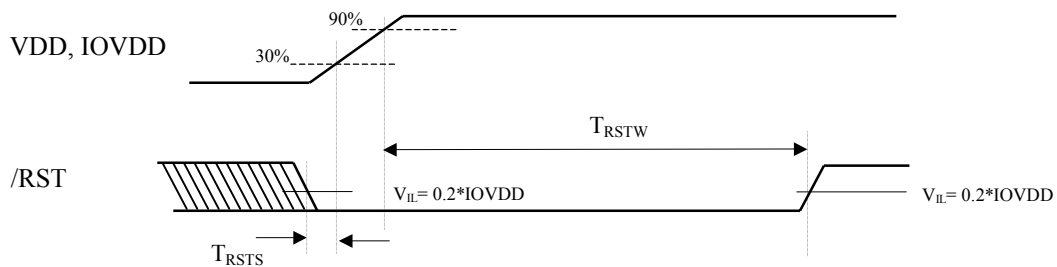 90%
VDD, IOVDD
30%
TRSTW
/RST
VIL= 0.2*IOVDD
VIL= 0.2*IOVDD
TRSTS